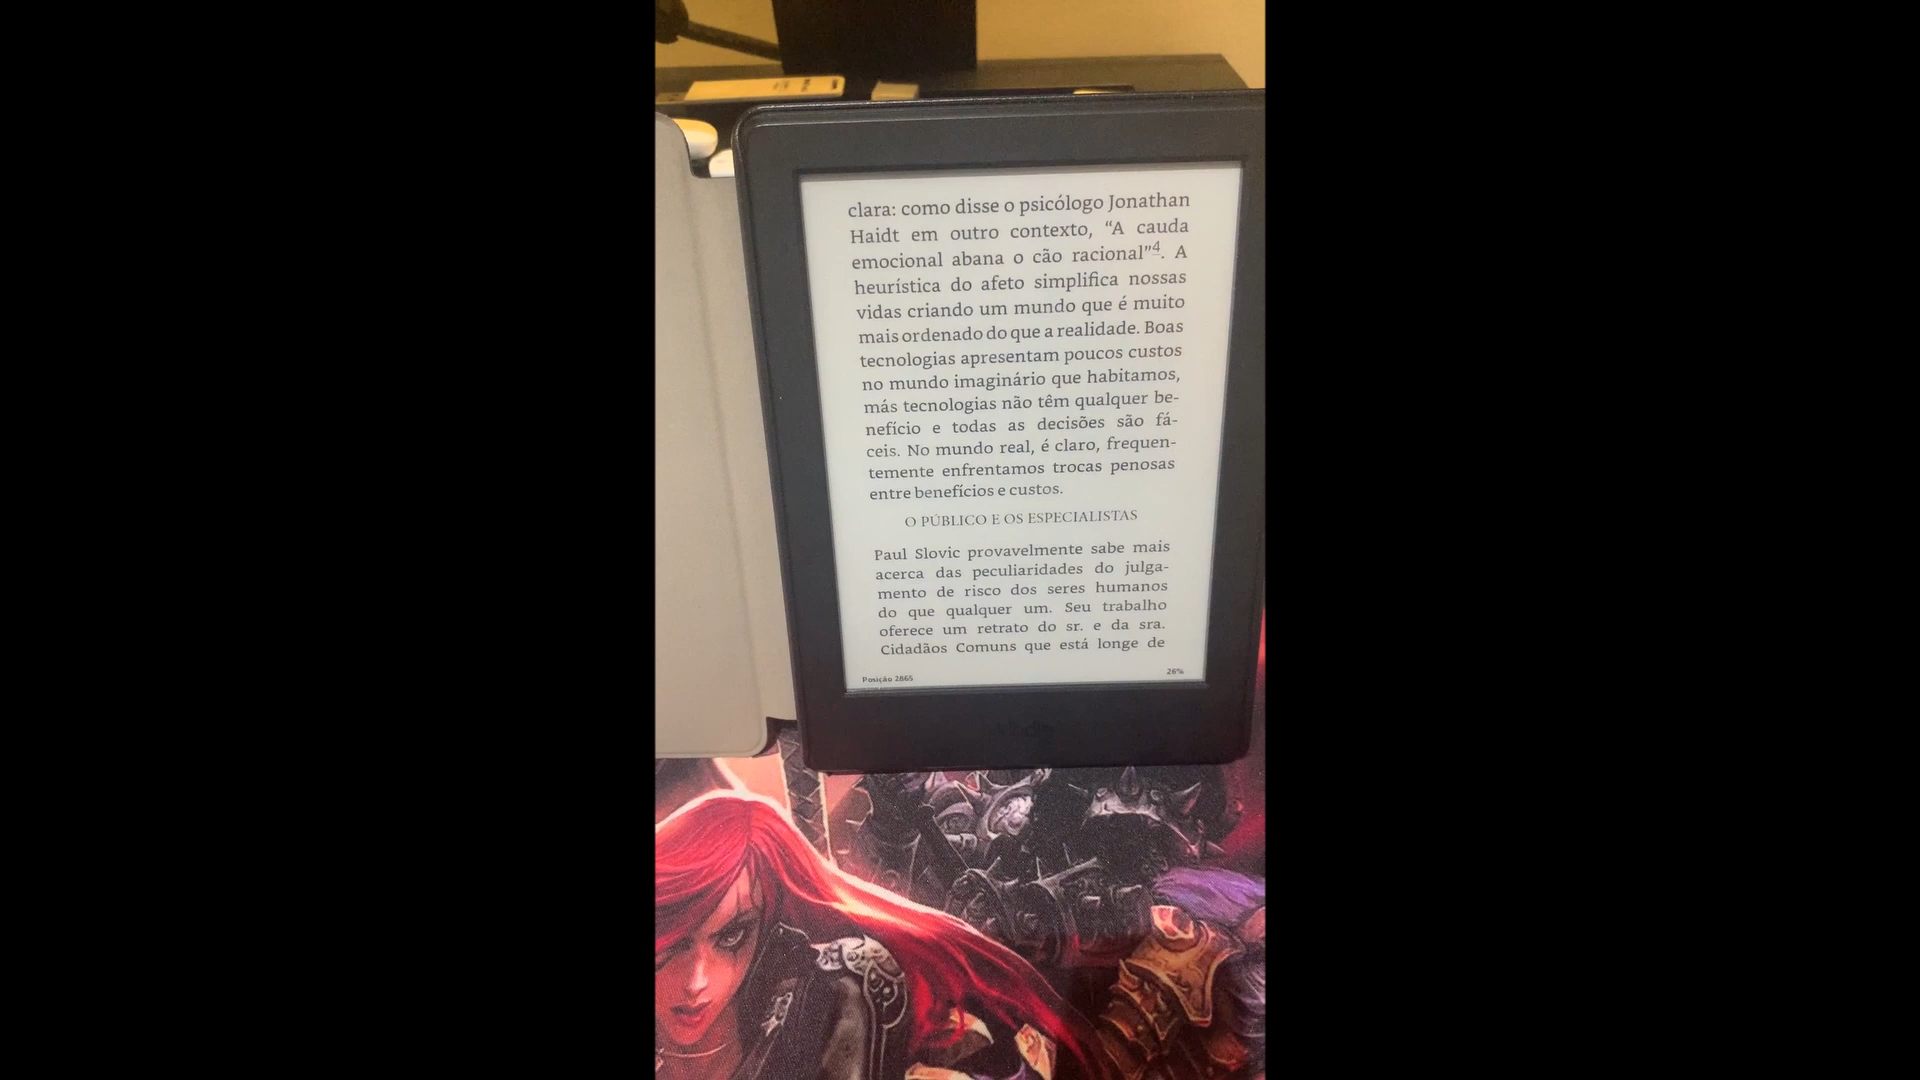 clara: como disse o psicólogo Jonathan
Haidt em outro contexto, “A cauda
emocional abana o cão racional”4. A
heurística do afeto simplifica nossas
vidas criando um mundo que é muito
mais ordenado do que a realidade. Boas
tecnologias apresentam poucos custos
no mundo imaginário que habitamos,
más tecnologias não têm qualquer be-
nefício e todas as decisões são fá-
ceis. No mundo real, é claro, frequen-
temente enfrentamos trocas penosas
entre benefícios e custos.
O PÚBLICO E OS ESPECIALISTAS
Paul Slovic provavelmente sabe mais
acerca das peculiaridades do julga-
mento de risco dos seres humanos
do que qualquer um. Seu trabalho
oferece um retrato do sr. e da sra.
Cidadãos Comuns que está longe de
Posição 2865 26%